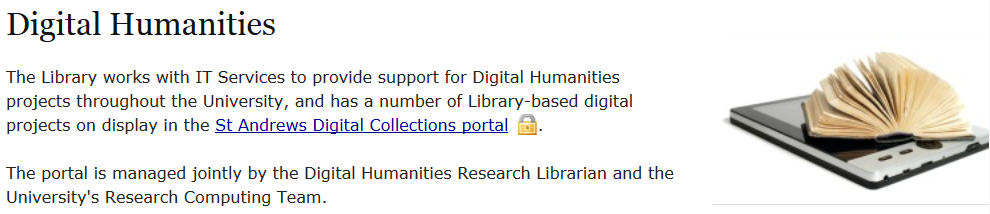 Digital Humanities
The Library works with IT Services to provide support for Digital Humanities
projects throughout the University, and has a number of Library-based digital
projects on display in the St Andrews Digital Collections portal .
The portal is managed jointly by the Digital Humanities Research Librarian and the
University's Research Computing Team.